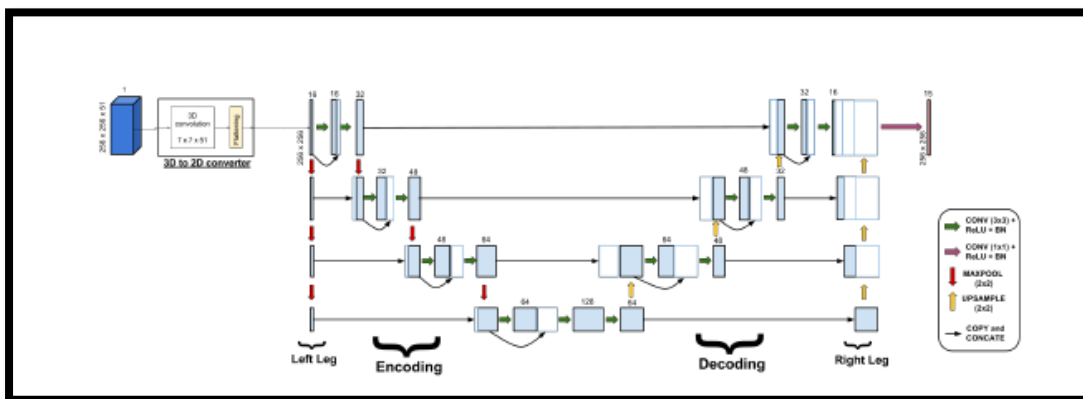 1
256 x 256 x 51
3D
convolution
7 x 7 x 51
Flattening
3D to 2D converter
16
16
32
256 x 256
32
16
15
256 x 256
32
48
48
32
48
64
64
48
64
128
64
Left Leg
Encoding
Decoding
Right Leg
CONV (3x3) +
ReLU + BN
CONV (1x1) +
ReLU + BN
MAXPOOL
(2x2)
UPSAMPLE
(2x2)
COPY and
CONCATE